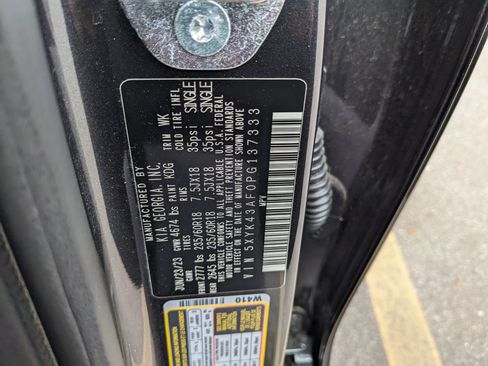 MANUFACTURED BY
KIA GEORGIA, INC.
JUN/23/23 GVWR 4674 lbs PAINT KDG TRIM WK
GAWR TIRES RIMS COLD TIRE INFL
FRONT 2777 lbs 235/60R18 7.5JX18 35psi SINGLE
REAR 2645 lbs 235/60R18 7.5JX18 35psi SINGLE
THIS VEHICLE CONFORMS TO ALL APPLICABLE U.S.A. FEDERAL
MOTOR VEHICLE SAFETY AND THEFT PREVENTION STANDARDS
IN EFFECT ON THE DATE OF MANUFACTURE SHOWN ABOVE
VIN 5XYK43AF0PG137333
MPV
W410